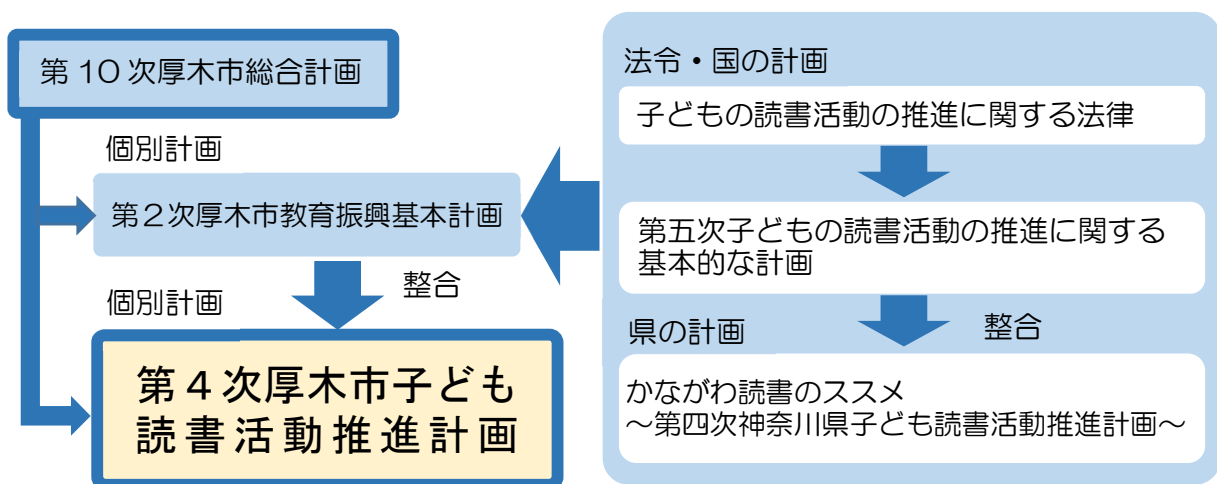 第10次厚木市総合計画
個別計画
第2次厚木市教育振興基本計画
整合
個別計画
第4次厚木市子ども
読書活動推進計画
法令・国の計画
子どもの読書活動の推進に関する法律
第五次子どもの読書活動の推進に関する
基本的な計画
県の計画
整合
かながわ読書のススメ
～第四次神奈川県子ども読書活動推進計画～